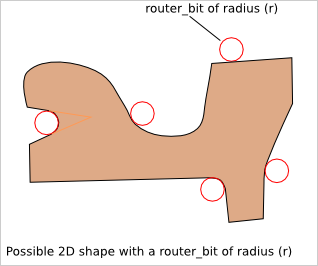 router_bit of radius (r)
Possible 2D shape with a router_bit of radius (r)